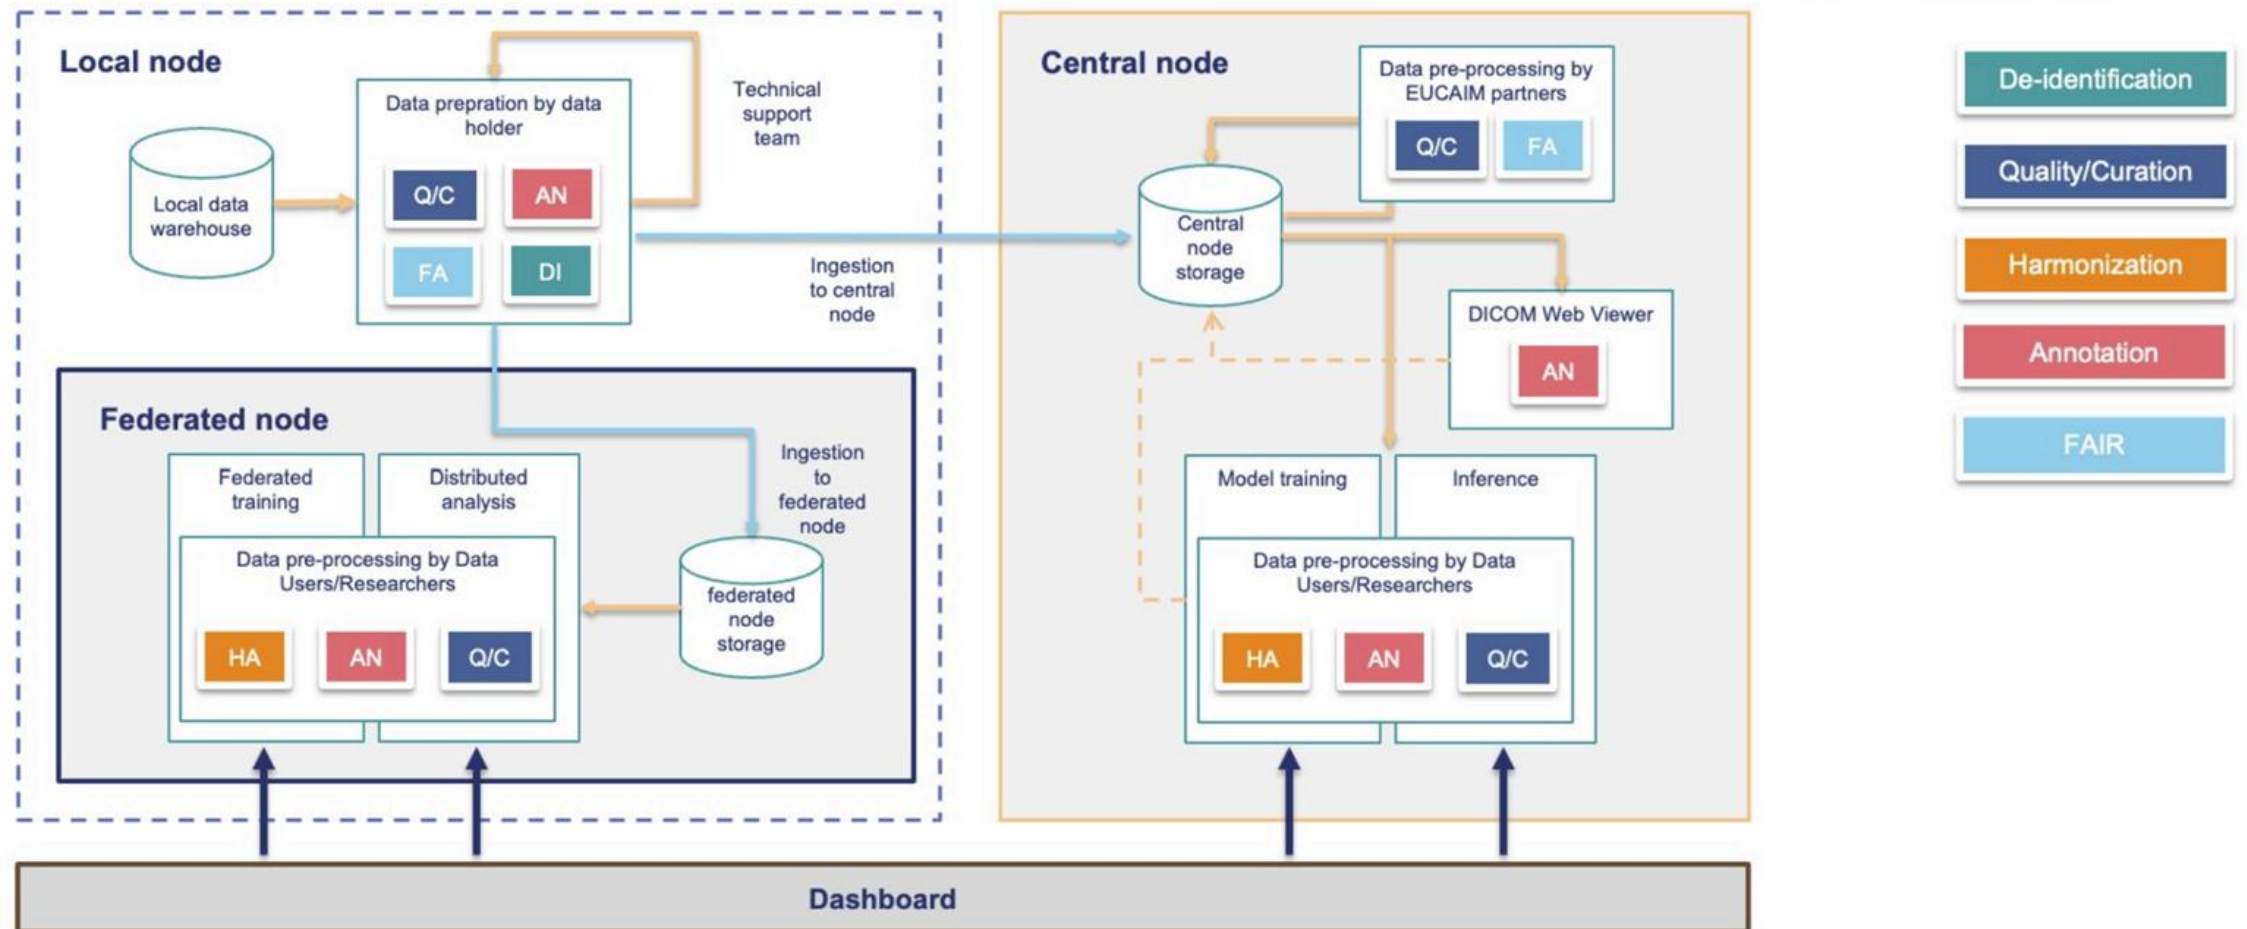 Local node
Data prepration by data
holder
Technical
support
team
Local data
warehouse
Q/C
AN
FA
DI
Ingestion
to central
node
Federated node
Federated
training
Distributed
analysis
Ingestion
to
federated
node
Data pre-processing by Data
Users/Researchers
HA
AN
Q/C
federated
node
storage
Central node
Data pre-processing by
EUCAIM partners
Q/C
FA
Central
node
storage
DICOM Web Viewer
AN
Model training
Inference
Data pre-processing by Data
Users/Researchers
HA
AN
Q/C
De-identification
Quality/Curation
Harmonization
Annotation
FAIR
Dashboard